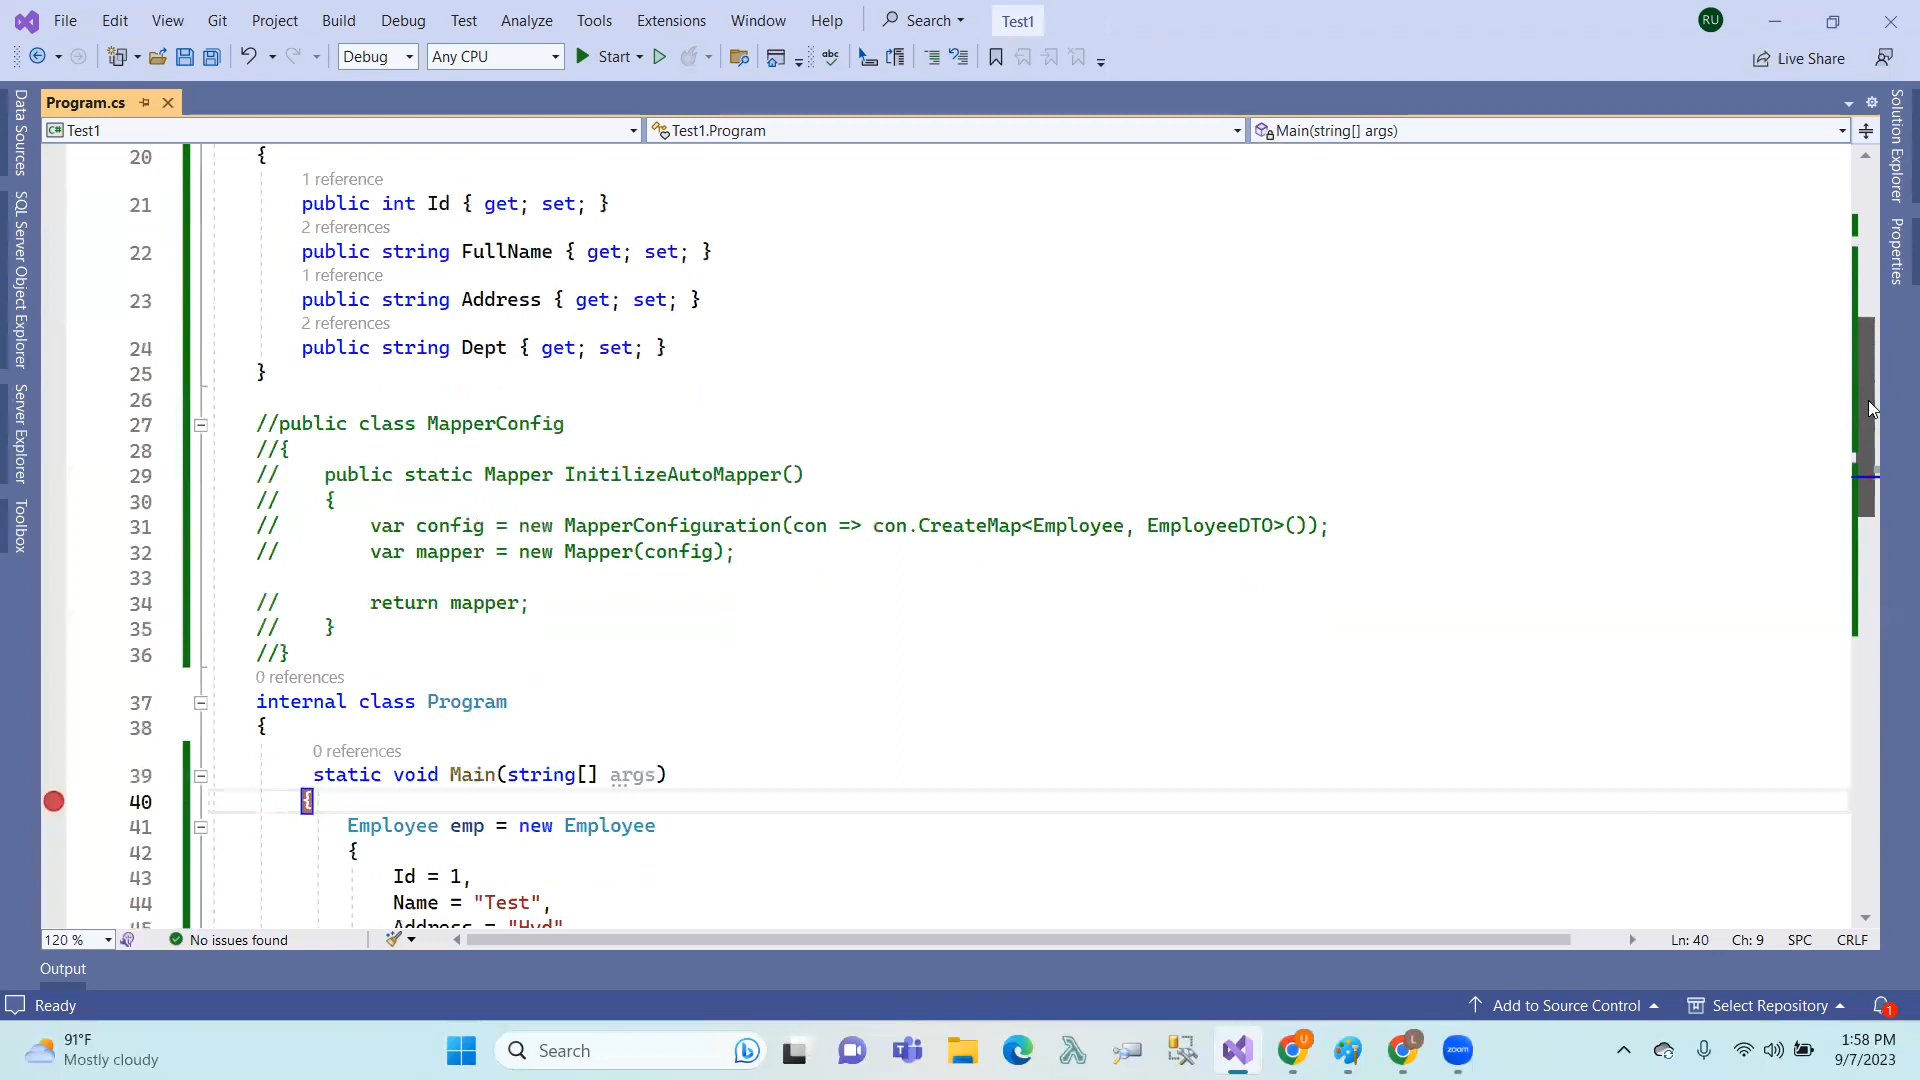 File Edit View Git Project Build Debug Test Analyze Tools Extensions Window Help Search Test1 RU
Debug Any CPU Start Live Share
Program.cs
Test1 Test1.Program Main(string[] args)
Data Sources
SQL Server Object Explorer
Server Explorer
Toolbox
Solution Explorer
Properties
20 {
1 reference
21 public int Id { get; set; }
2 references
22 public string FullName { get; set; }
1 reference
23 public string Address { get; set; }
2 references
24 public string Dept { get; set; }
25 }
26
27 //public class MapperConfig
28 //{
29 // public static Mapper InitilizeAutoMapper()
30 // {
31 // var config = new MapperConfiguration(con => con.CreateMap<Employee, EmployeeDTO>());
32 // var mapper = new Mapper(config);
33
34 // return mapper;
35 // }
36 //}
0 references
37 internal class Program
38 {
0 references
39 static void Main(string[] args)
40 {
41 Employee emp = new Employee
42 {
43 Id = 1,
44 Name = "Test",
45 Address = "Hyd"
120 % No issues found Ln: 40 Ch: 9 SPC CRLF
Output
Ready Add to Source Control Select Repository 1
91°F
Mostly cloudy
Search
zoom
1:58 PM
9/7/2023